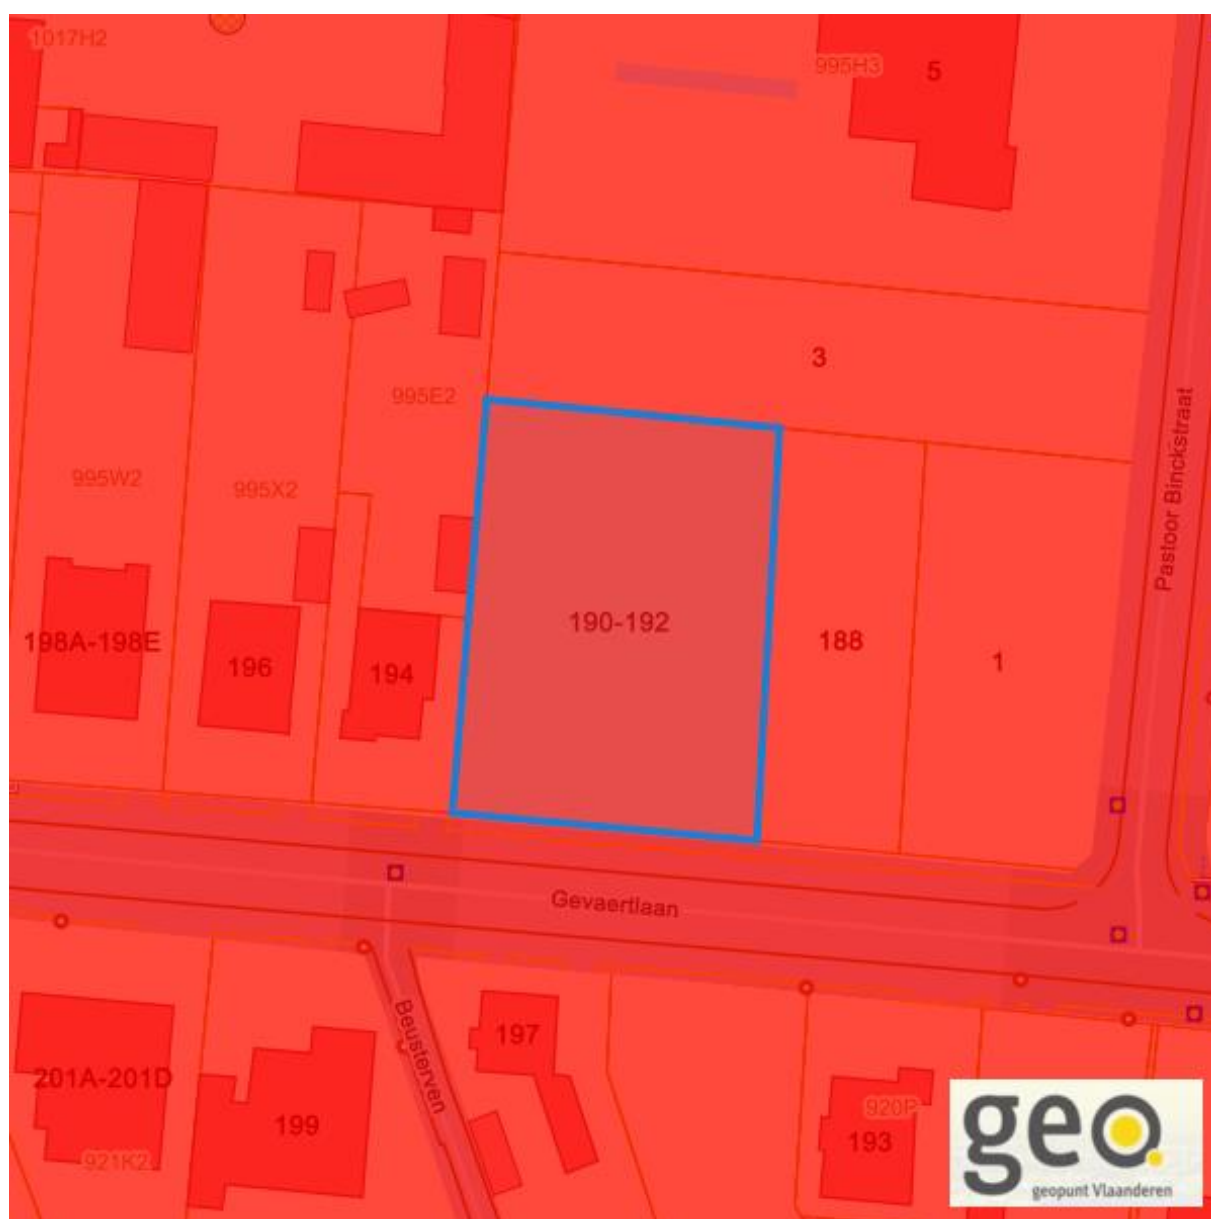 1017H2
995H3
5
3
995E2
995W2
995X2
Pastoor Binckstraat
190-192
198A-198E
196
194
188
1
Gevaertlaan
Beusterven
197
201A-201D
199
921K2
920P
193
geo
geopunt Vlaanderen